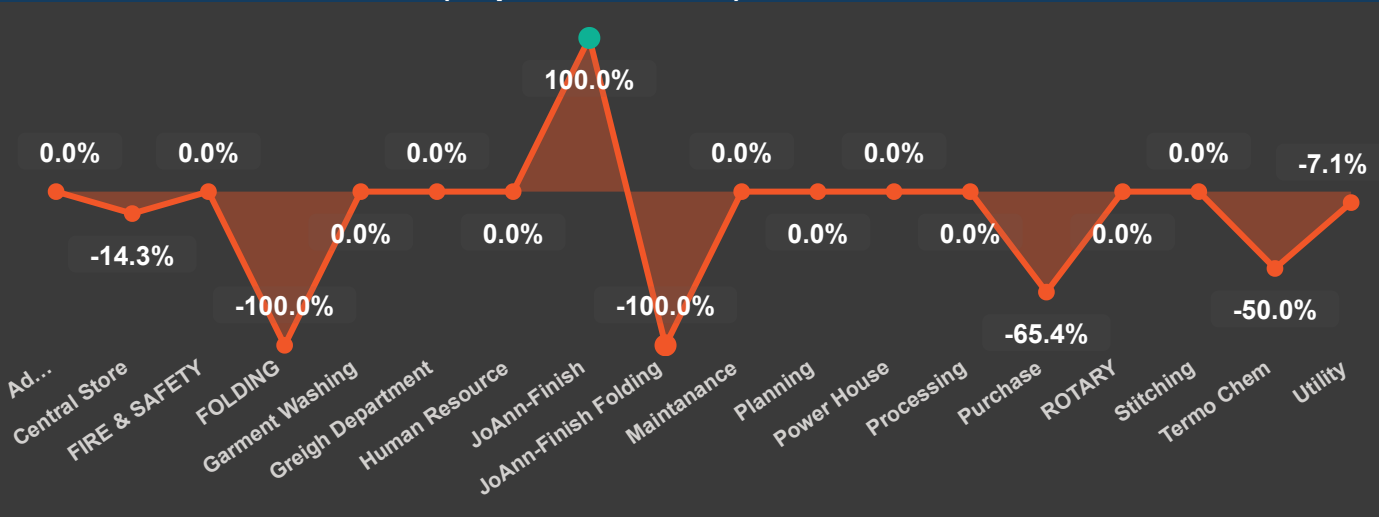 100.0%
0.0%
0.0%
0.0%
0.0%
0.0%
0.0%
-7.1%
0.0%
0.0%
0.0%
0.0%
0.0%
-14.3%
-100.0%
-100.0%
-50.0%
-65.4%
Ad...
Central Store
FIRE & SAFETY
FOLDING
Garment Washing
Greigh Department
Human Resource
JoAnn-Finish
JoAnn-Finish Folding
Maintanance
Planning
Power House
Processing
Purchase
ROTARY
Stitching
Termo Chem
Utility